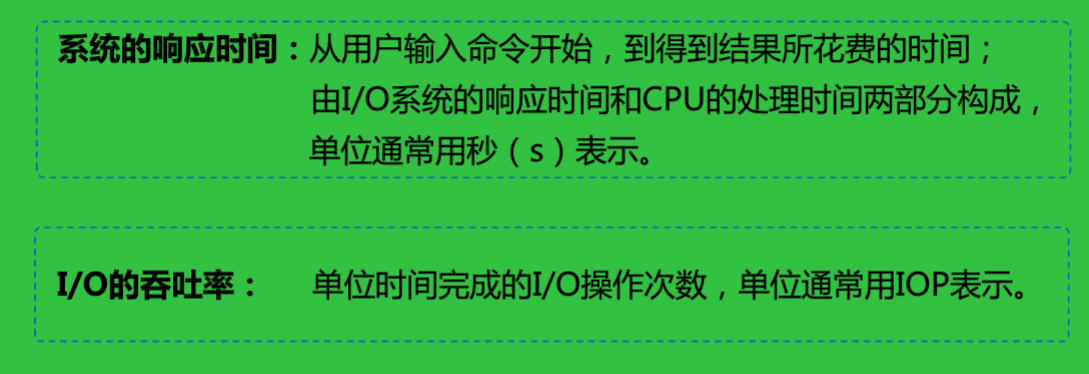 系统的响应时间：从用户输入命令开始，到得到结果所花费的时间；
由I/O系统的响应时间和CPU的处理时间两部分构成，
单位通常用秒（s）表示。
I/O的吞吐率： 单位时间完成的I/O操作次数，单位通常用IOP表示。